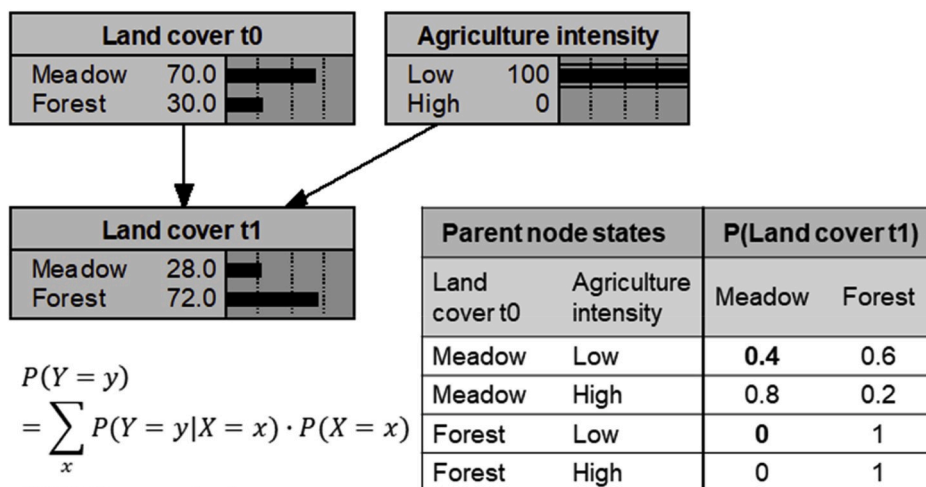 Land cover t0
Meadow 70.0
Forest 30.0
Agriculture intensity
Low 100
High 0
Land cover t1
Meadow 28.0
Forest 72.0
P(Y = y)
= ∑ P(Y = y|X = x) · P(X = x)
x
Parent node states P(Land cover t1)
Land cover t0 Agriculture intensity Meadow Forest
Meadow Low 0.4 0.6
Meadow High 0.8 0.2
Forest Low 0 1
Forest High 0 1